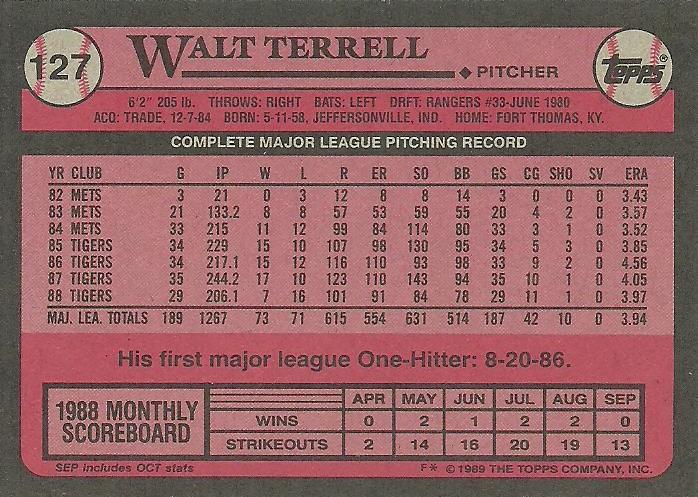 127
WALT TERRELL
PITCHER
topps®
6'2" 205 lb. THROWS: RIGHT BATS: LEFT DRFT: RANGERS #33-JUNE 1980
ACQ: TRADE, 12-7-84 BORN: 5-11-58, JEFFERSONVILLE, IND. HOME: FORT THOMAS, KY.
COMPLETE MAJOR LEAGUE PITCHING RECORD
YR CLUB G IP W L R ER SO BB GS CG SHO SV ERA
82 METS 3 21 0 3 12 8 8 14 3 0 0 0 3.43
83 METS 21 133.2 8 8 57 53 59 55 20 4 2 0 3.57
84 METS 33 215 11 12 99 84 114 80 33 3 1 0 3.52
85 TIGERS 34 229 15 10 107 98 130 95 34 5 3 0 3.85
86 TIGERS 34 217.1 15 12 116 110 93 98 33 9 2 0 4.56
87 TIGERS 35 244.2 17 10 123 110 143 94 35 10 1 0 4.05
88 TIGERS 29 206.1 7 16 101 91 84 78 29 11 1 0 3.97
MAJ. LEA. TOTALS 189 1267 73 71 615 554 631 514 187 42 10 0 3.94
His first major league One-Hitter: 8-20-86.
1988 MONTHLY
SCOREBOARD
APR MAY JUN JUL AUG SEP
WINS 0 2 1 2 2 0
STRIKEOUTS 2 14 16 20 19 13
SEP includes OCT stats
F* © 1989 THE TOPPS COMPANY, INC.